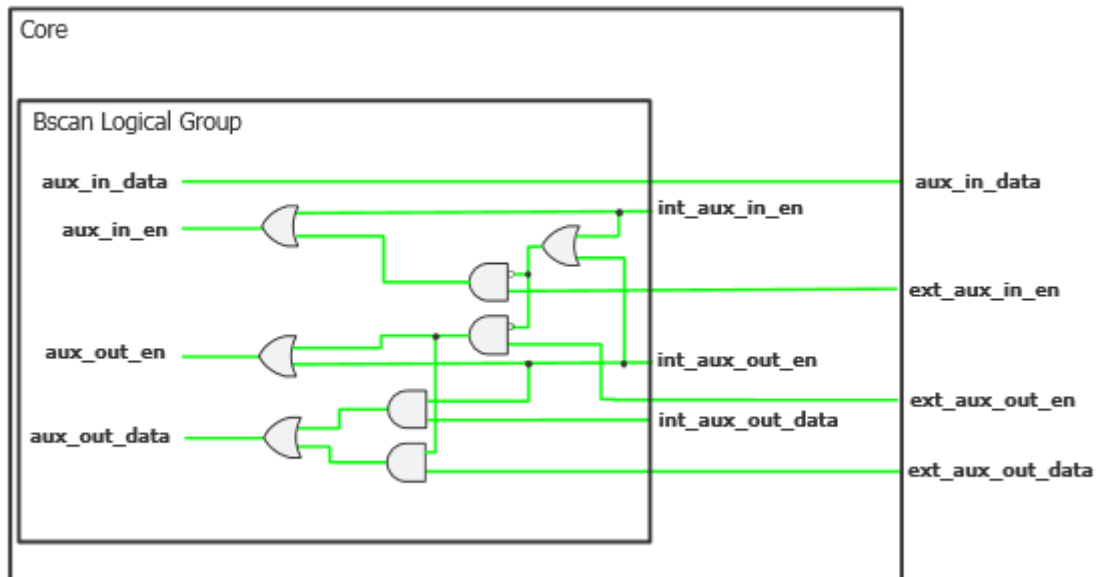 Core
Bscan Logical Group
aux_in_data
aux_in_data
int_aux_in_en
aux_in_en
ext_aux_in_en
aux_out_en
int_aux_out_en
ext_aux_out_en
int_aux_out_data
aux_out_data
ext_aux_out_data